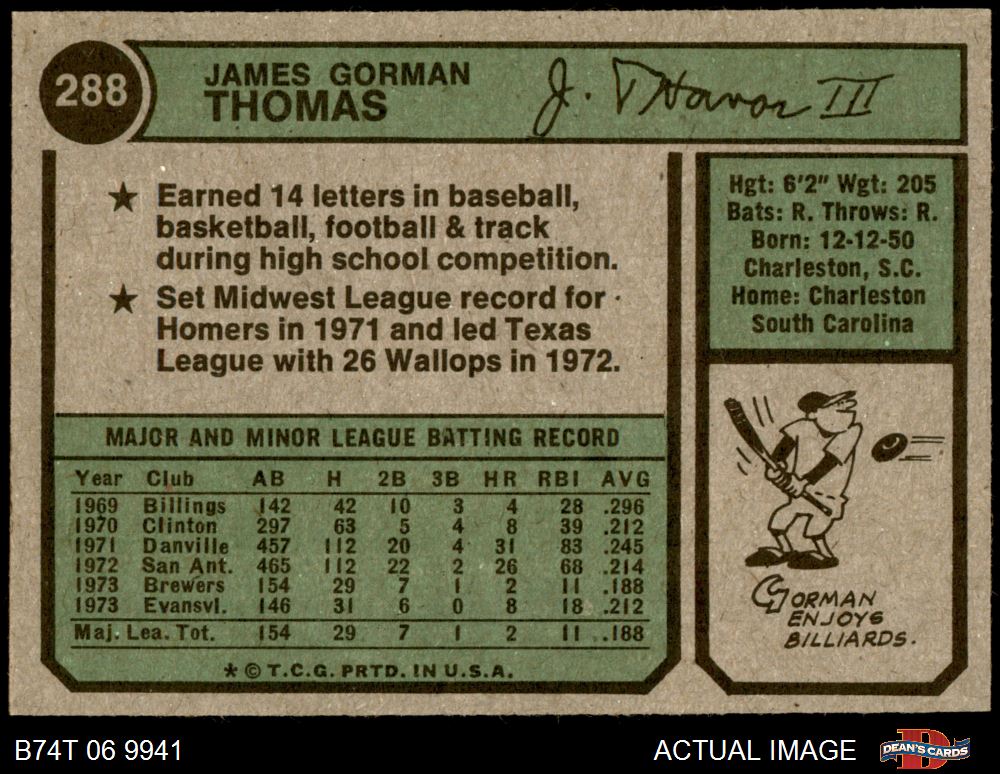 288
JAMES GORMAN
THOMAS
J. Thomas III
★ Earned 14 letters in baseball,
basketball, football & track
during high school competition.
★ Set Midwest League record for
Homers in 1971 and led Texas
League with 26 Wallops in 1972.
Hgt: 6'2" Wgt: 205
Bats: R. Throws: R.
Born: 12-12-50
Charleston, S.C.
Home: Charleston
South Carolina
MAJOR AND MINOR LEAGUE BATTING RECORD
Year Club AB H 2B 3B HR RBI AVG
1969 Billings 142 42 10 3 4 28 .296
1970 Clinton 297 63 5 4 8 39 .212
1971 Danville 457 112 20 4 31 83 .245
1972 San Ant. 465 112 22 2 26 68 .214
1973 Brewers 154 29 7 1 2 11 .188
1973 Evansvl. 146 31 6 0 8 18 .212
Maj. Lea. Tot. 154 29 7 1 2 11 .188
* © T.C.G. PRTD. IN U.S.A.
GORMAN
ENJOYS
BILLIARDS.
B74T 06 9941
ACTUAL IMAGE
DEAN'S CARDS